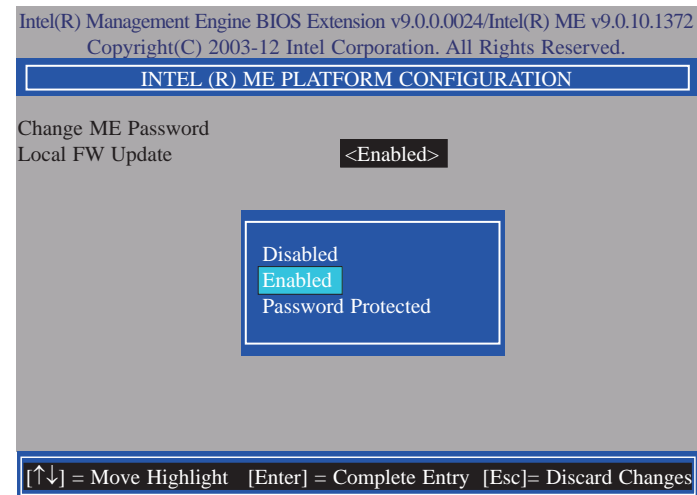 Intel(R) Management Engine BIOS Extension v9.0.0.0024/Intel(R) ME v9.0.10.1372
Copyright(C) 2003-12 Intel Corporation. All Rights Reserved.
INTEL (R) ME PLATFORM CONFIGURATION
Change ME Password
Local FW Update <Enabled>
Disabled
Enabled
Password Protected
[↑↓] = Move Highlight [Enter] = Complete Entry [Esc]= Discard Changes